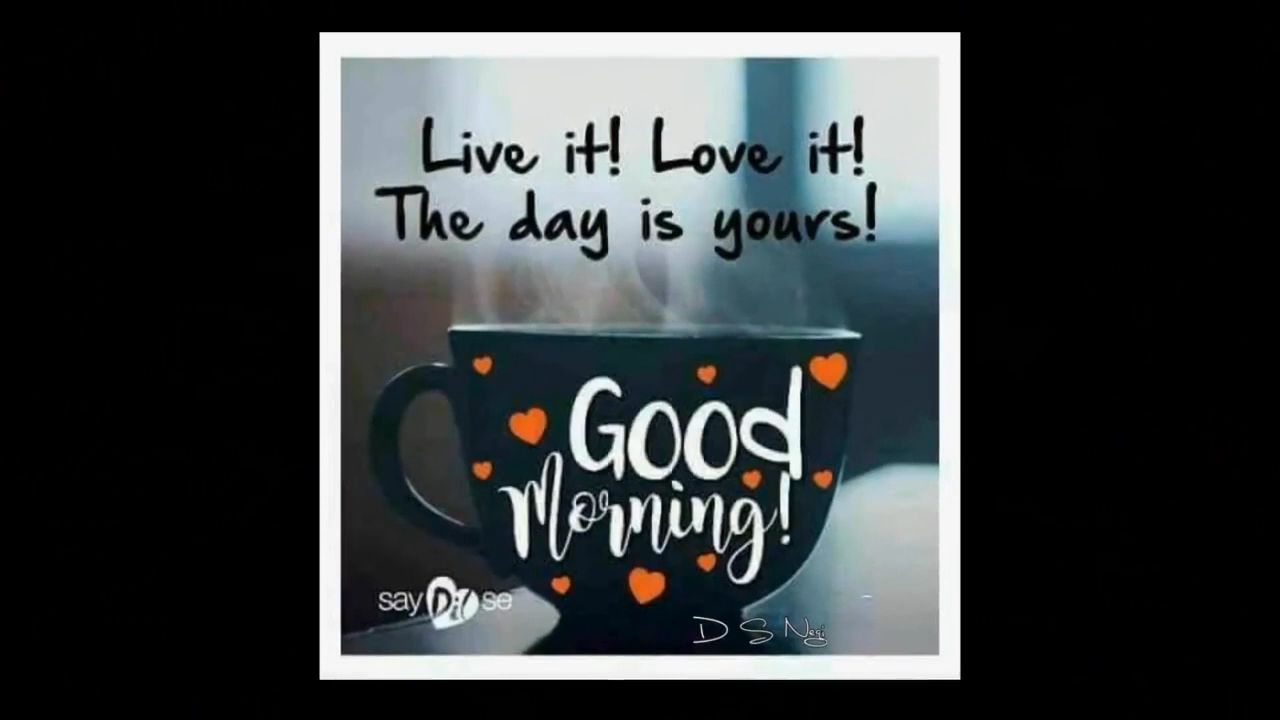 Live it! Love it!
The day is yours!
Good
Morning!
say Dil se
D S Negi